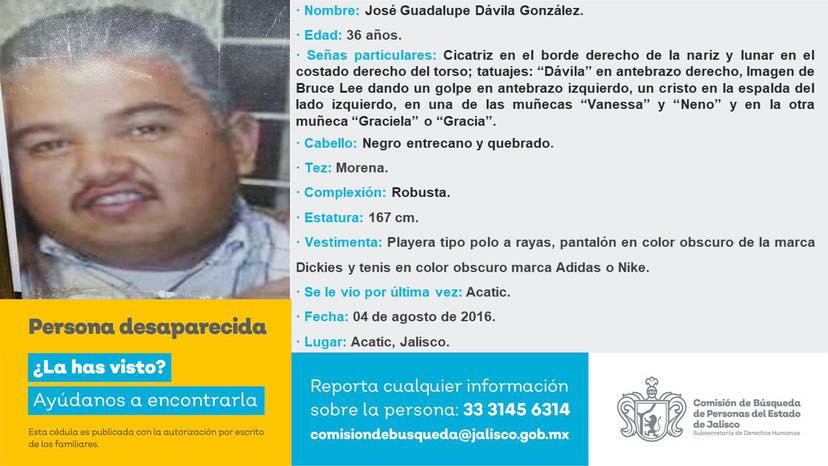 · Nombre: José Guadalupe Dávila González.
· Edad: 36 años.
· Señas particulares: Cicatriz en el borde derecho de la nariz y lunar en el
costado derecho del torso; tatuajes: “Dávila” en antebrazo derecho, Imagen de
Bruce Lee dando un golpe en antebrazo izquierdo, un cristo en la espalda del
lado izquierdo, en una de las muñecas “Vanessa” y “Neno” y en la otra
muñeca “Graciela” o “Gracia”.
· Cabello: Negro entrecano y quebrado.
· Tez: Morena.
· Complexión: Robusta.
· Estatura: 167 cm.
· Vestimenta: Playera tipo polo a rayas, pantalón en color obscuro de la marca
Dickies y tenis en color obscuro marca Adidas o Nike.
· Se le vio por última vez: Acatic.
· Fecha: 04 de agosto de 2016.
· Lugar: Acatic, Jalisco.
Persona desaparecida
¿La has visto?
Ayúdanos a encontrarla
Esta cédula es publicada con la autorización por escrito
de los familiares.
Reporta cualquier información
sobre la persona: 33 3145 6314
comisiondebusqueda@jalisco.gob.mx
Comisión de Búsqueda
de Personas del Estado
de Jalisco
Subsecretaría de Derechos Humanos